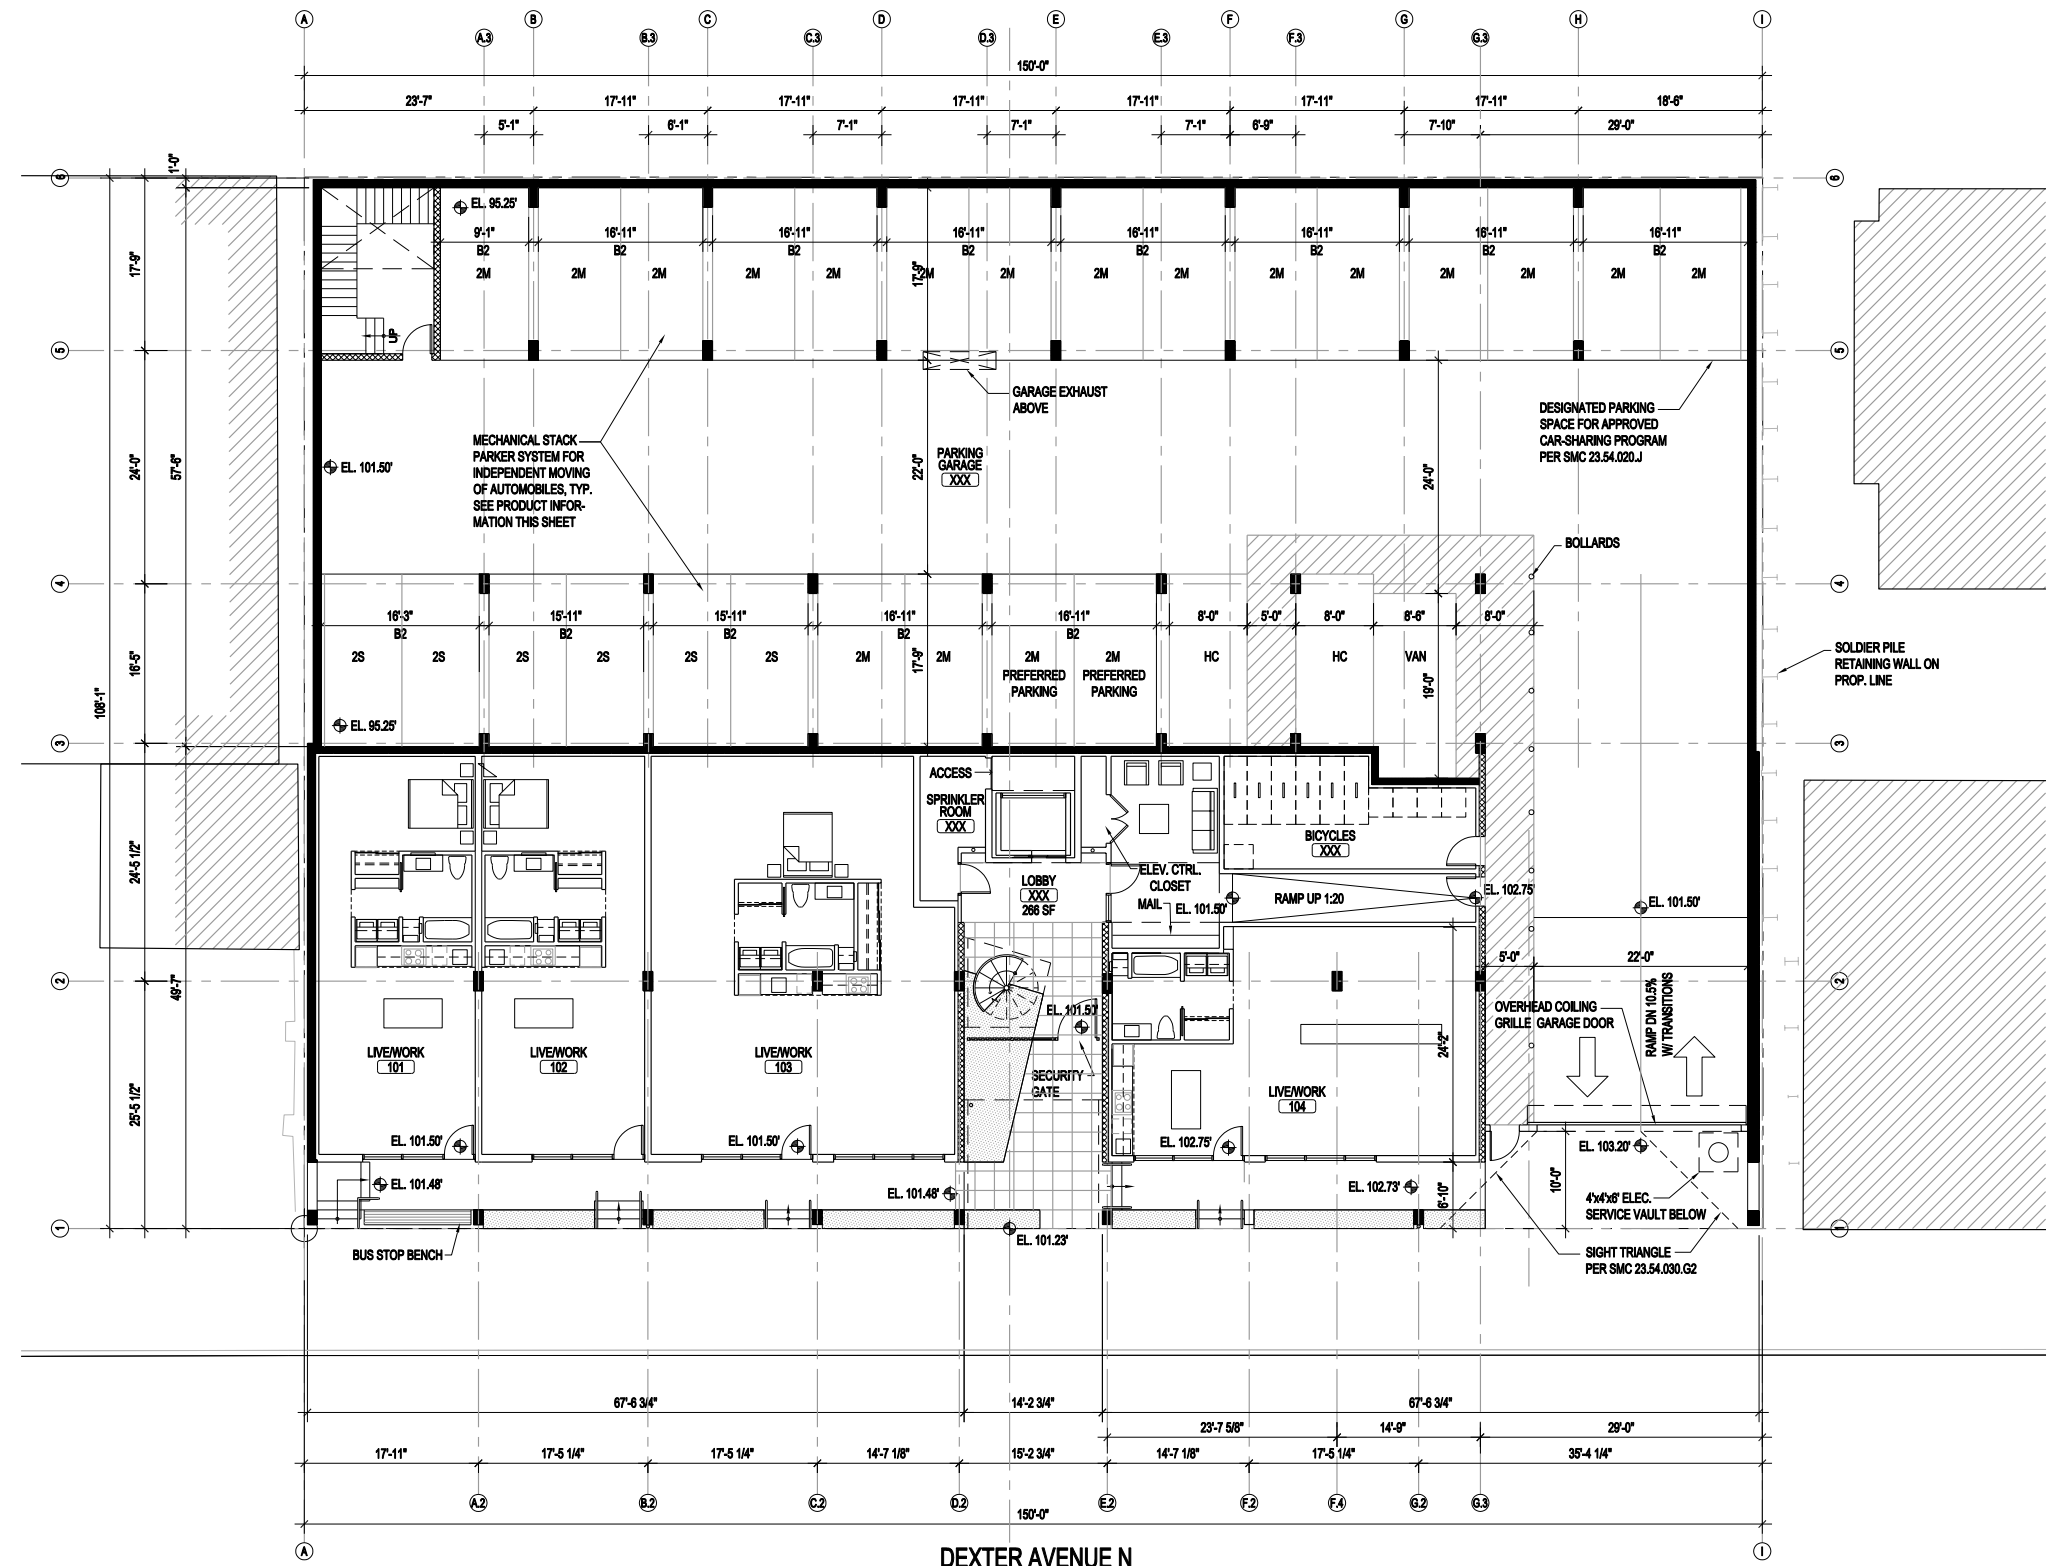 A B C D E F G H I
A.3 B.3 C.3 D.3 E.3 F.3 G.3
150'-0"
23'-7" 17'-11" 17'-11" 17'-11" 17'-11" 17'-11" 17'-11" 18'-6"
5'-1" 6'-1" 7'-1" 7'-1" 7'-1" 6'-9" 7'-10" 29'-0"
1'-0"
6 6
EL. 95.25'
9'-1" 16'-11" 16'-11" 16'-11" 16'-11" 16'-11" 16'-11" 16'-11"
B2 B2 B2 B2 B2 B2 B2 B2
2M 2M 2M 2M 2M 2M 2M 2M 2M 2M 2M 2M 2M 2M 2M
17'-9"
17'-9"
UP
5 5
GARAGE EXHAUST
ABOVE
DESIGNATED PARKING
SPACE FOR APPROVED
CAR-SHARING PROGRAM
PER SMC 23.54.020.J
MECHANICAL STACK
PARKER SYSTEM FOR
INDEPENDENT MOVING
OF AUTOMOBILES, TYP.
SEE PRODUCT INFOR-
MATION THIS SHEET
EL. 101.50'
PARKING
GARAGE
XXX
24'-0"
57'-6"
22'-0"
24'-0"
BOLLARDS
4 4
16'-3" 15'-11" 15'-11" 16'-11" 16'-11" 8'-0" 5'-0" 8'-0" 8'-6" 8'-0"
B2 B2 B2 B2 B2
2S 2S 2S 2S 2S 2S 2M 2M 2M 2M HC HC VAN
PREFERRED
PARKING
PREFERRED
PARKING
16'-5"
17'-9"
19'-0"
108'-1"
SOLDIER PILE
RETAINING WALL ON
PROP. LINE
EL. 95.25'
3 3
ACCESS
SPRINKLER
ROOM
XXX
BICYCLES
XXX
24'-5 1/2"
ELEV. CTRL.
CLOSET
LOBBY
XXX
266 SF
MAIL
EL. 101.50'
RAMP UP 1:20
EL. 102.75'
EL. 101.50'
5'-0" 22'-0"
2 2
49'-7"
EL. 101.50'
OVERHEAD COILING
GRILLE GARAGE DOOR
RAMP DN 10.5%
W/ TRANSITIONS
24'-2"
LIVE/WORK
101
LIVE/WORK
102
LIVE/WORK
103
SECURITY
GATE
LIVE/WORK
104
25'-5 1/2"
EL. 101.50'
EL. 101.50'
EL. 102.75'
EL. 103.20'
EL. 101.48'
EL. 101.48'
EL. 102.73'
6'-10"
10'-0"
4'x4'x6' ELEC.
SERVICE VAULT BELOW
1 1
EL. 101.23'
BUS STOP BENCH
SIGHT TRIANGLE
PER SMC 23.54.030.G2
67'-6 3/4" 14'-2 3/4" 67'-6 3/4"
23'-7 5/8" 14'-9" 29'-0"
17'-11" 17'-5 1/4" 17'-5 1/4" 14'-7 1/8" 15'-2 3/4" 14'-7 1/8" 17'-5 1/4" 35'-4 1/4"
A.2 B.2 C.2 D.2 E.2 F.2 F.4 G.2 G.3
150'-0"
A I
DEXTER AVENUE N